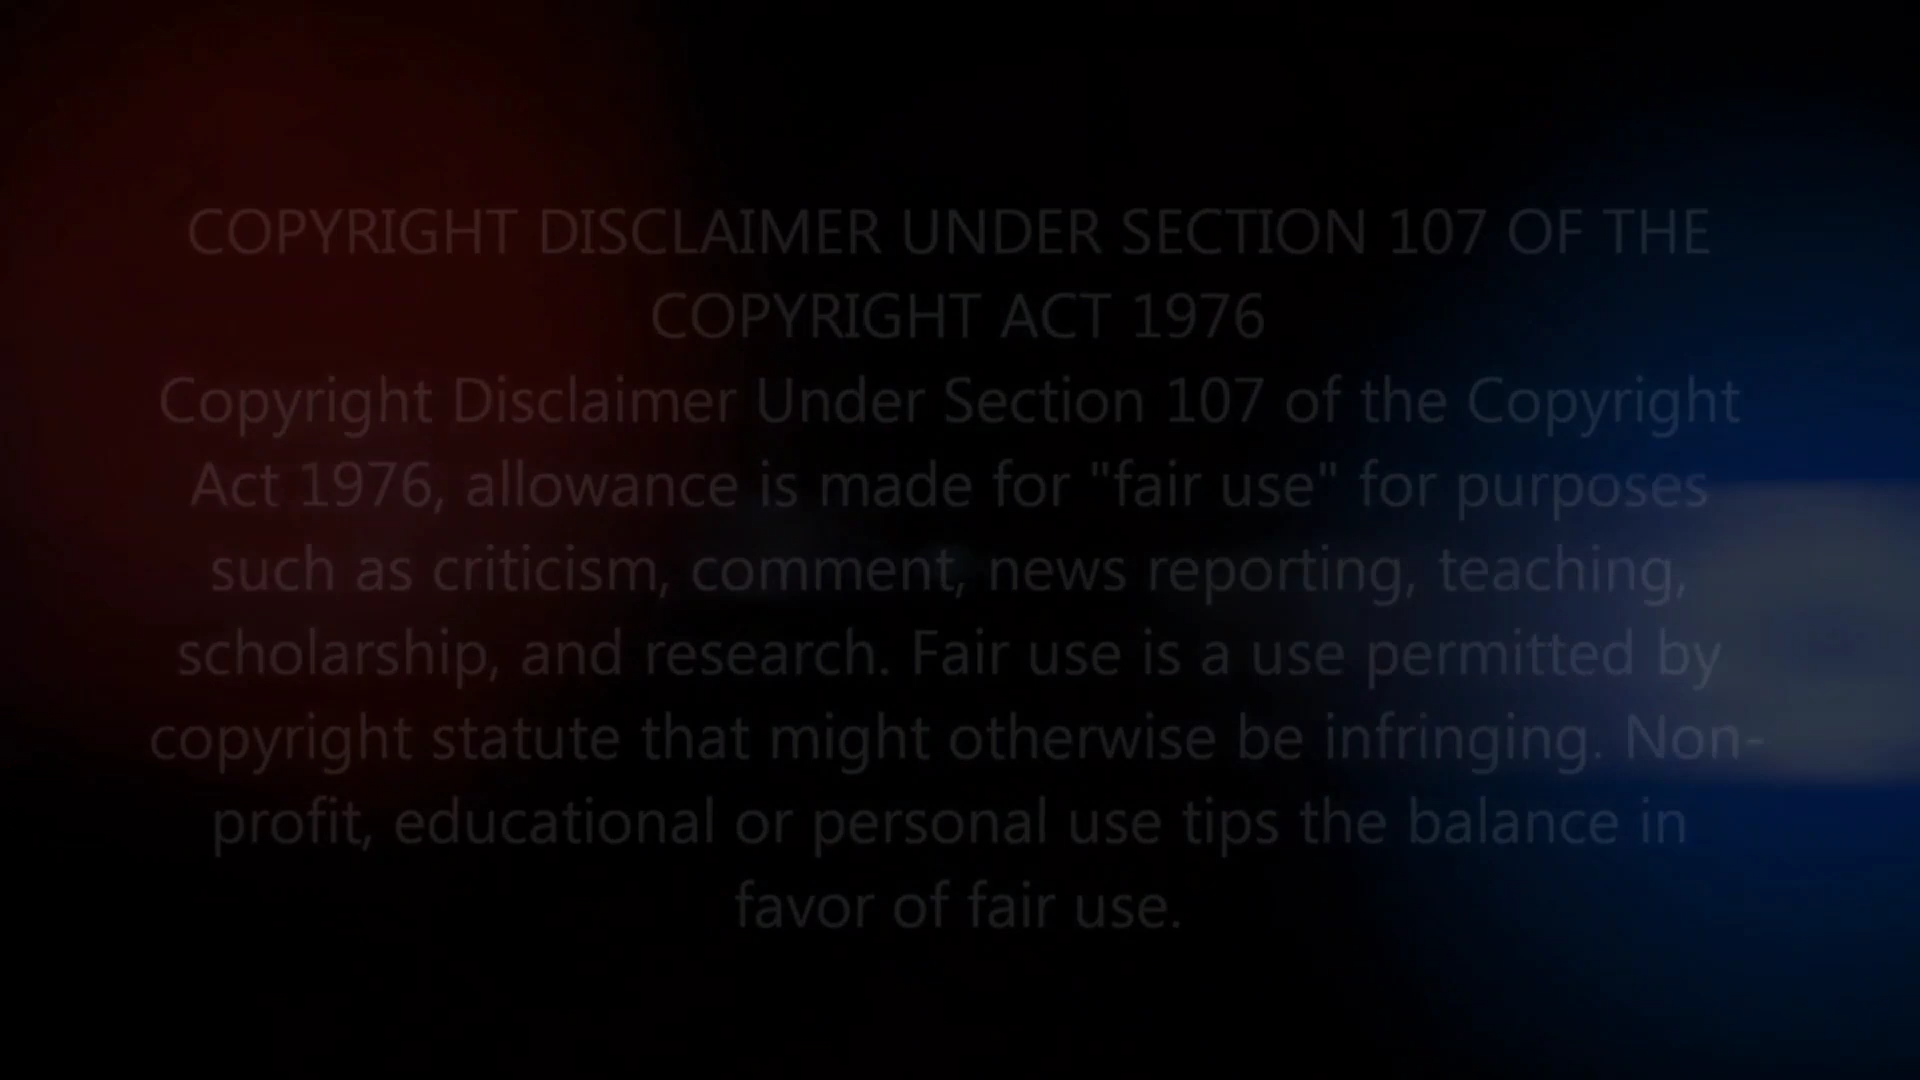 COPYRIGHT DISCLAIMER UNDER SECTION 107 OF THE
COPYRIGHT ACT 1976
Copyright Disclaimer Under Section 107 of the Copyright
Act 1976, allowance is made for "fair use" for purposes
such as criticism, comment, news reporting, teaching,
scholarship, and research. Fair use is a use permitted by
copyright statute that might otherwise be infringing. Non-
profit, educational or personal use tips the balance in
favor of fair use.